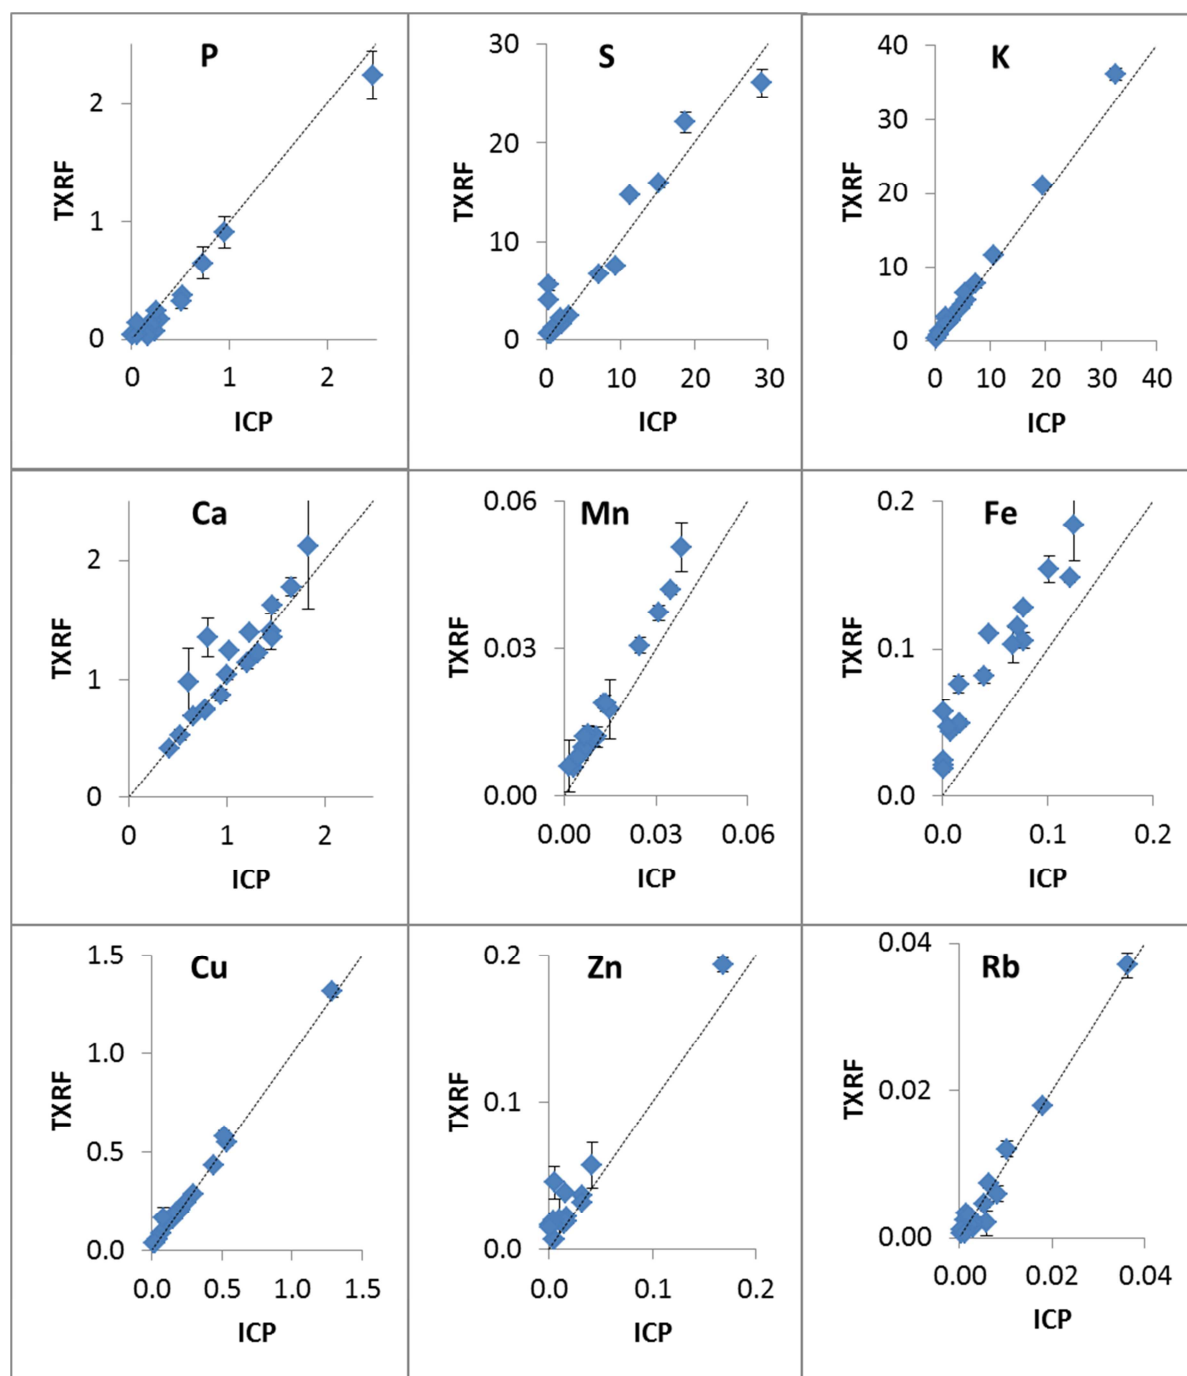 P
2
1
0
TXRF
0 1 2
ICP
S
30
20
10
0
TXRF
0 10 20 30
ICP
K
40
30
20
10
0
TXRF
0 10 20 30 40
ICP
Ca
2
1
0
TXRF
0 1 2
ICP
Mn
0.06
0.03
0.00
TXRF
0.00 0.03 0.06
ICP
Fe
0.2
0.1
0.0
TXRF
0.0 0.1 0.2
ICP
Cu
1.5
1.0
0.5
0.0
TXRF
0.0 0.5 1.0 1.5
ICP
Zn
0.2
0.1
0.0
TXRF
0.0 0.1 0.2
ICP
Rb
0.04
0.02
0.00
TXRF
0.00 0.02 0.04
ICP